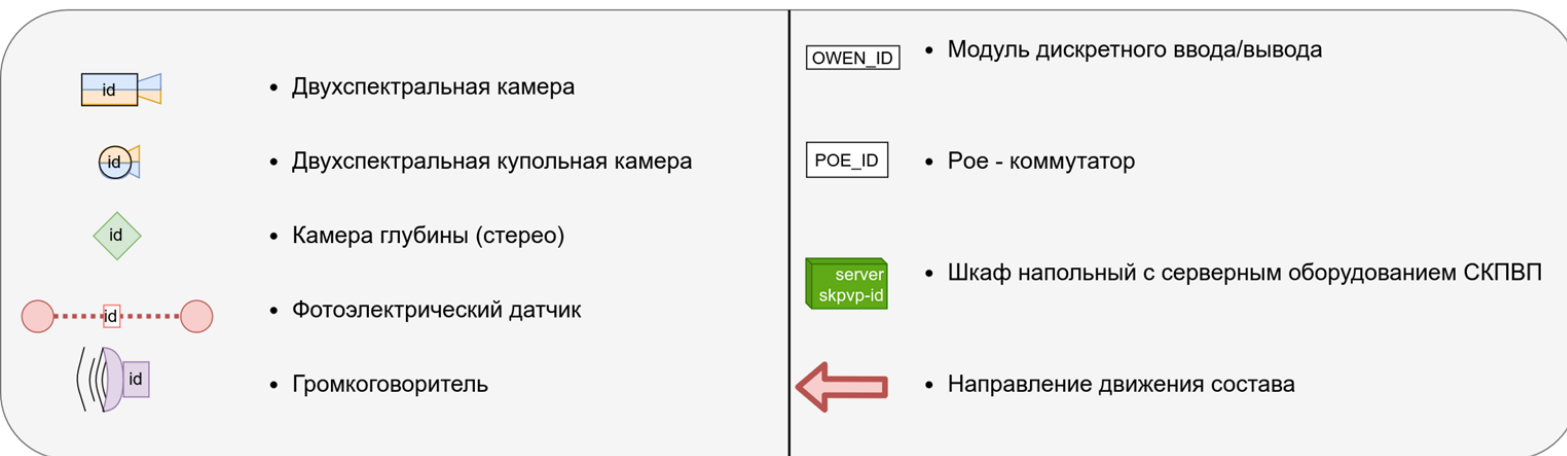 id
Двухспектральная камера
id
Двухспектральная купольная камера
id
Камера глубины (стерео)
id
Фотоэлектрический датчик
id
Громкоговоритель
OWEN_ID
Модуль дискретного ввода/вывода
POE_ID
Poe - коммутатор
server
skpvp-id
Шкаф напольный с серверным оборудованием СКПВП
Направление движения состава